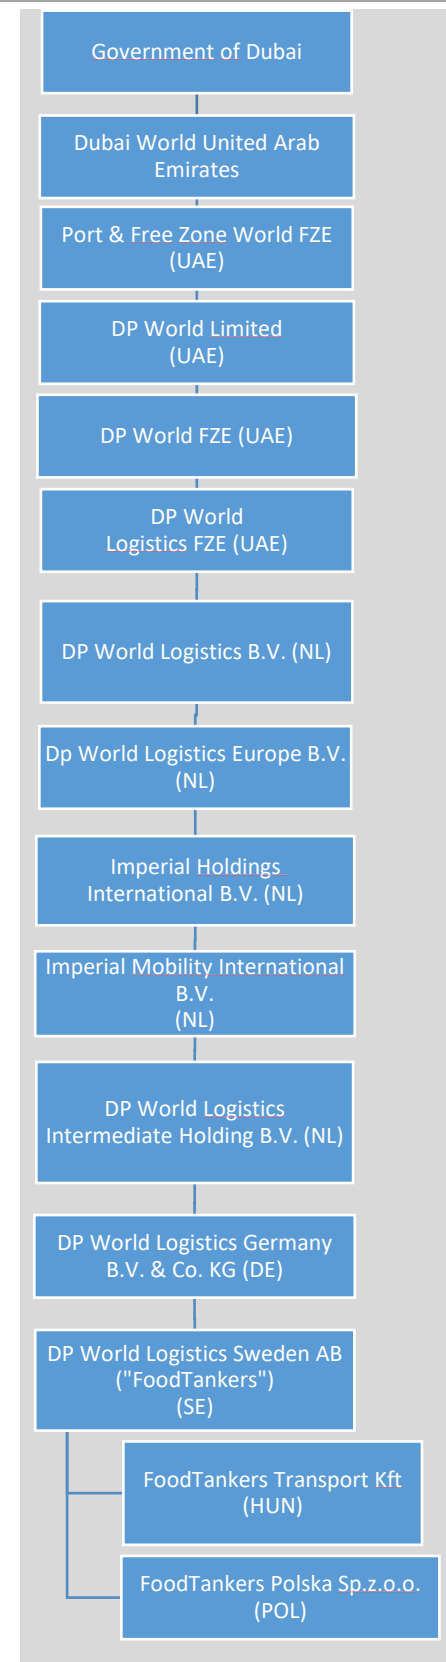 Government of Dubai
Dubai World United Arab
Emirates
Port & Free Zone World FZE
(UAE)
DP World Limited
(UAE)
DP World FZE (UAE)
DP World
Logistics FZE (UAE)
DP World Logistics B.V. (NL)
Dp World Logistics Europe B.V.
(NL)
Imperial Holdings
International B.V. (NL)
Imperial Mobility International
B.V.
(NL)
DP World Logistics
Intermediate Holding B.V. (NL)
DP World Logistics Germany
B.V. & Co. KG (DE)
DP World Logistics Sweden AB
("FoodTankers")
(SE)
FoodTankers Transport Kft
(HUN)
FoodTankers Polska Sp.z.o.o.
(POL)